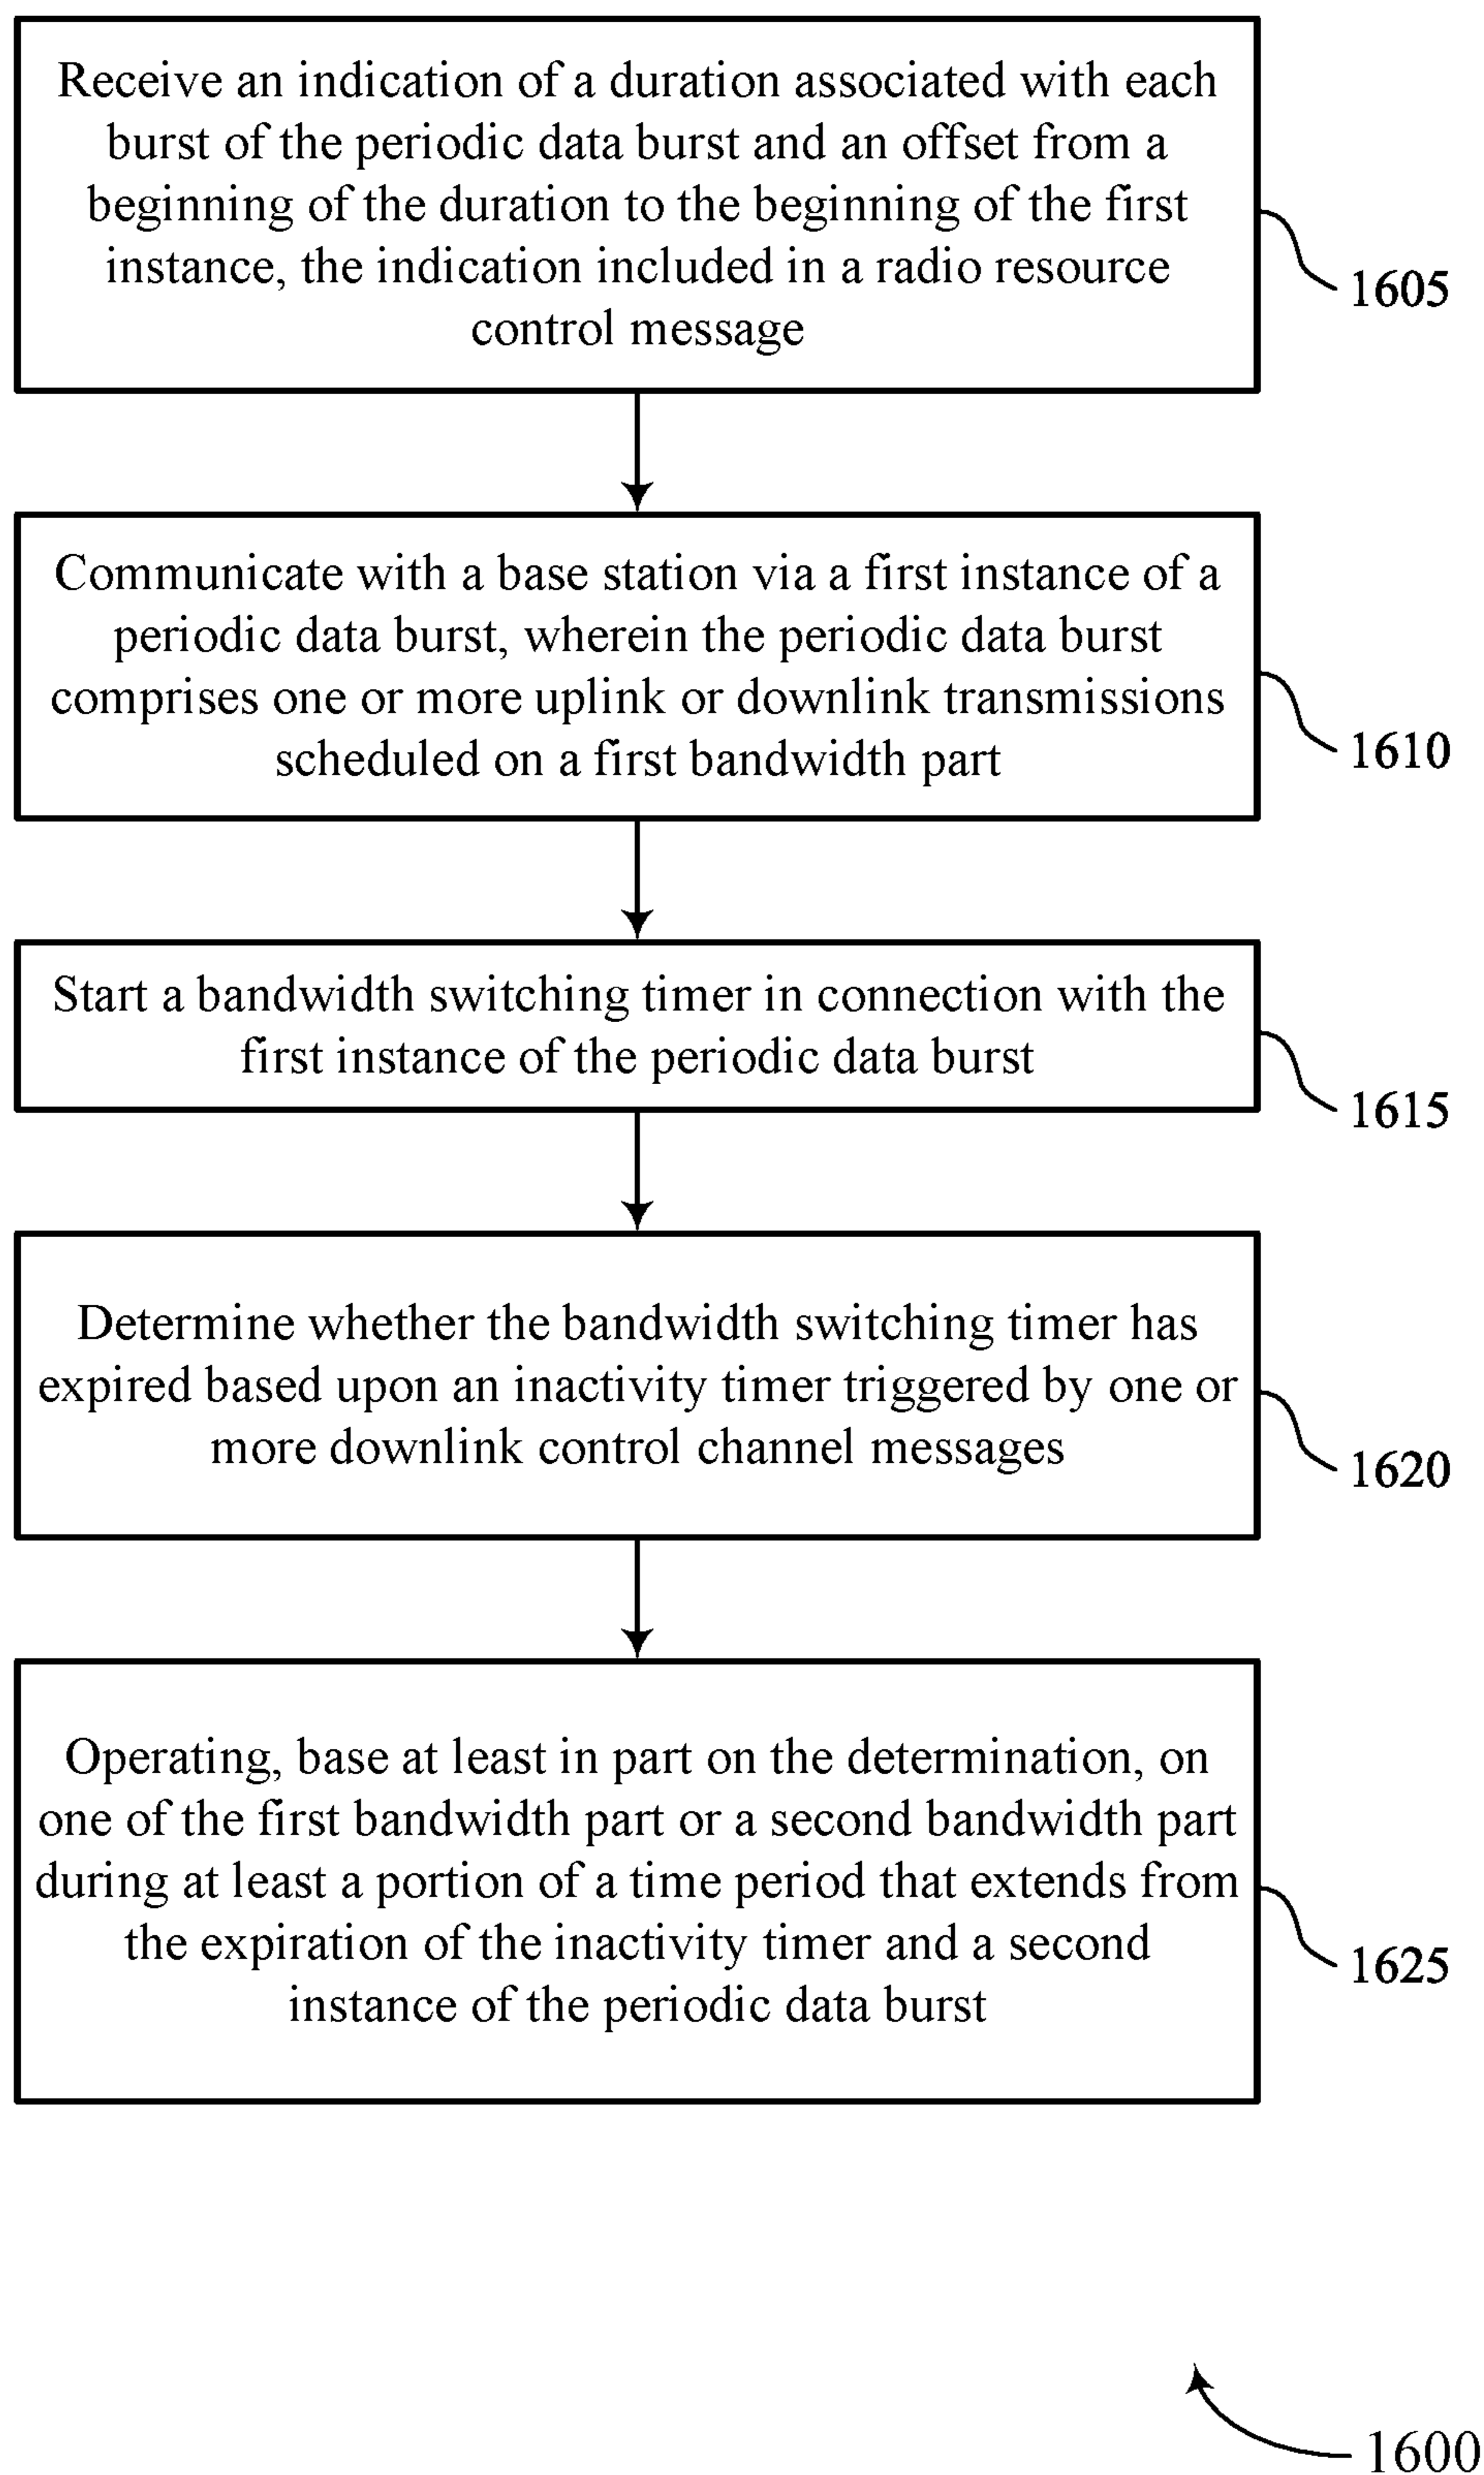 Receive an indication of a duration associated with each
burst of the periodic data burst and an offset from a
beginning of the duration to the beginning of the first
instance, the indication included in a radio resource
control message
1605
Communicate with a base station via a first instance of a
periodic data burst, wherein the periodic data burst
comprises one or more uplink or downlink transmissions
scheduled on a first bandwidth part
1610
Start a bandwidth switching timer in connection with the
first instance of the periodic data burst
1615
Determine whether the bandwidth switching timer has
expired based upon an inactivity timer triggered by one or
more downlink control channel messages
1620
Operating, base at least in part on the determination, on
one of the first bandwidth part or a second bandwidth part
during at least a portion of a time period that extends from
the expiration of the inactivity timer and a second
instance of the periodic data burst
1625
1600